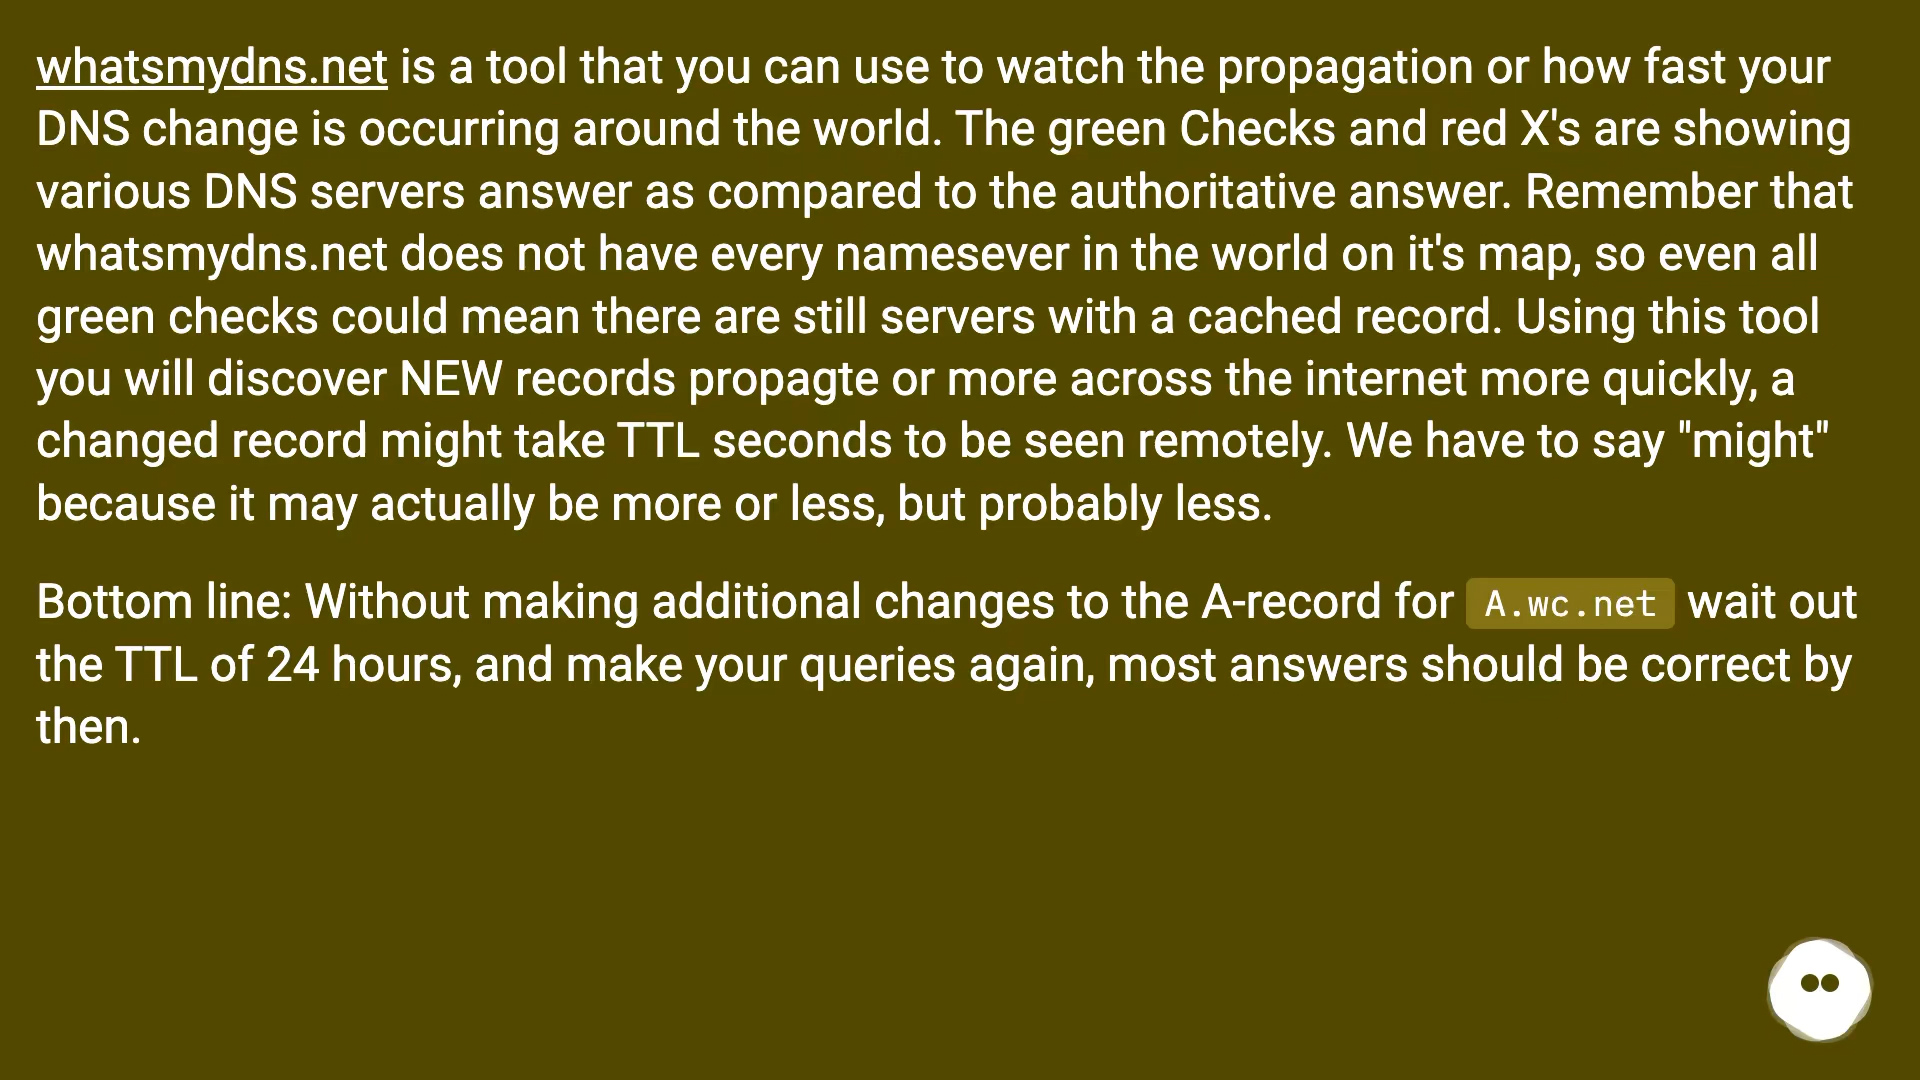 whatsmydns.net is a tool that you can use to watch the propagation or how fast your
DNS change is occurring around the world. The green Checks and red X's are showing
various DNS servers answer as compared to the authoritative answer. Remember that
whatsmydns.net does not have every namesever in the world on it's map, so even all
green checks could mean there are still servers with a cached record. Using this tool
you will discover NEW records propagte or more across the internet more quickly, a
changed record might take TTL seconds to be seen remotely. We have to say "might"
because it may actually be more or less, but probably less.
Bottom line: Without making additional changes to the A-record for A.wc.net wait out
the TTL of 24 hours, and make your queries again, most answers should be correct by
then.